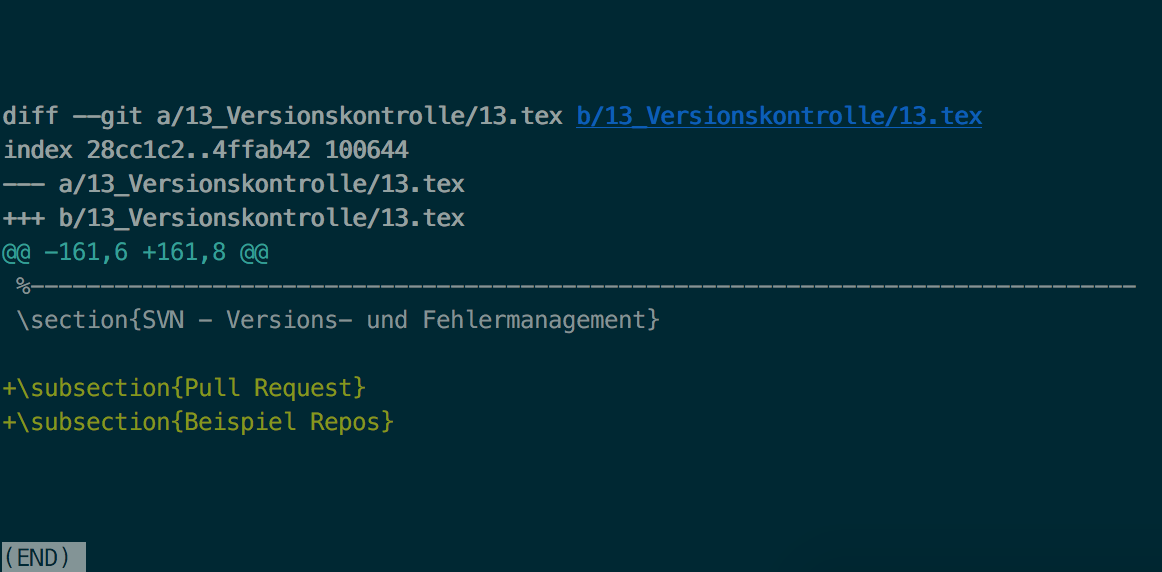 diff --git a/13_Versionskontrolle/13.tex b/13_Versionskontrolle/13.tex
index 28cc1c2..4ffab42 100644
--- a/13_Versionskontrolle/13.tex
+++ b/13_Versionskontrolle/13.tex
@@ -161,6 +161,8 @@
%-------------------------------------------------------------------------------
\section{SVN - Versions- und Fehlermanagement}
+\subsection{Pull Request}
+\subsection{Beispiel Repos}
(END)